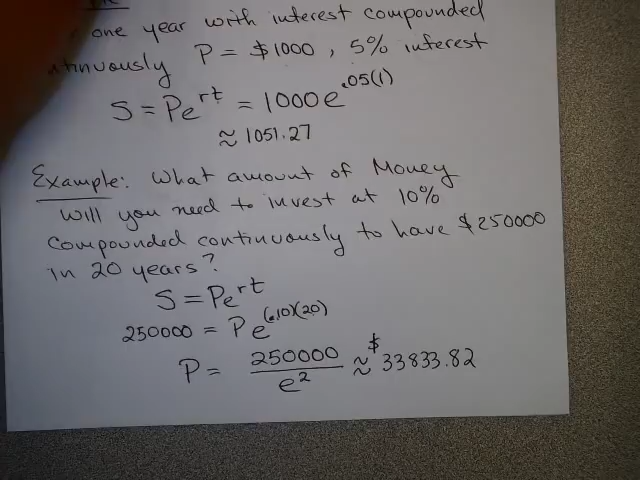 one year with interest compounded
P = $1000, 5% interest
S = Pe^rt = 1000e^.05(1)
≈ 1051.27
Example: What amount of Money
Will you need to invest at 10%
compounded continuously to have $250000
in 20 years?
S = Pe^rt
250000 = Pe^(.10)(20)
P = 250000 / e^2 ≈ $33833.82